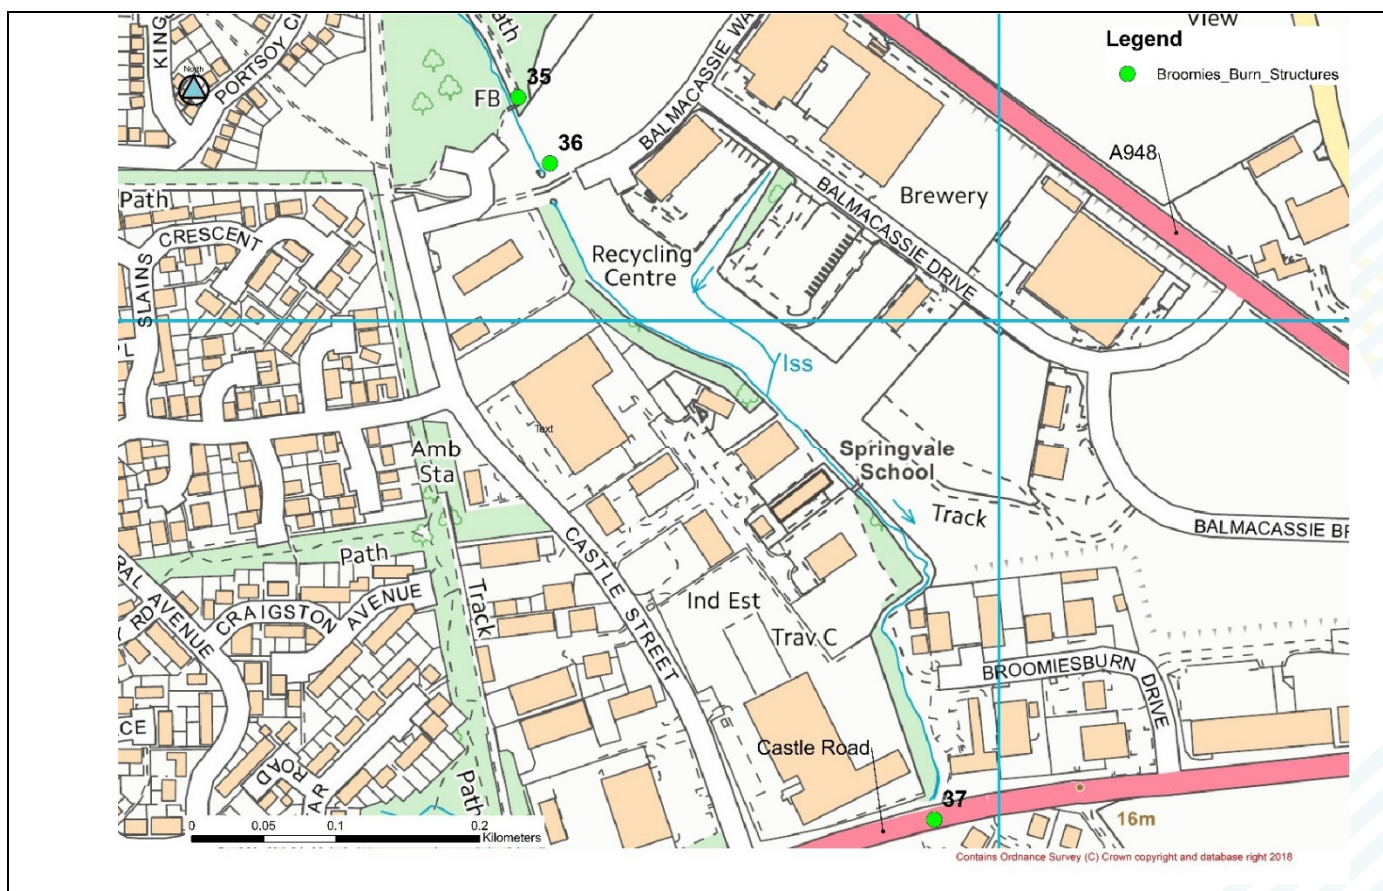 View
Legend
Broomies_Burn_Structures
KING
PORTSOY C
North
Path
35
FB
36
BALMACASSIE WA
A948
Path
SLAINS
CRESCENT
Recycling
Centre
Brewery
BALMACASSIE DRIVE
Iss
Text
Amb
Sta
Springvale
School
Track
BALMACASSIE BR
Path
CASTLE STREET
RAL AVENUE
Y RD
CRAIGSTON
AVENUE
Track
Ind Est
Trav C
BROOMIESBURN
DRIVE
CE
ROAD
AR
Path
Castle Road
37
16m
0 0.05 0.1 0.2
Kilometers
Contains Ordnance Survey (C) Crown copyright and database right 2018